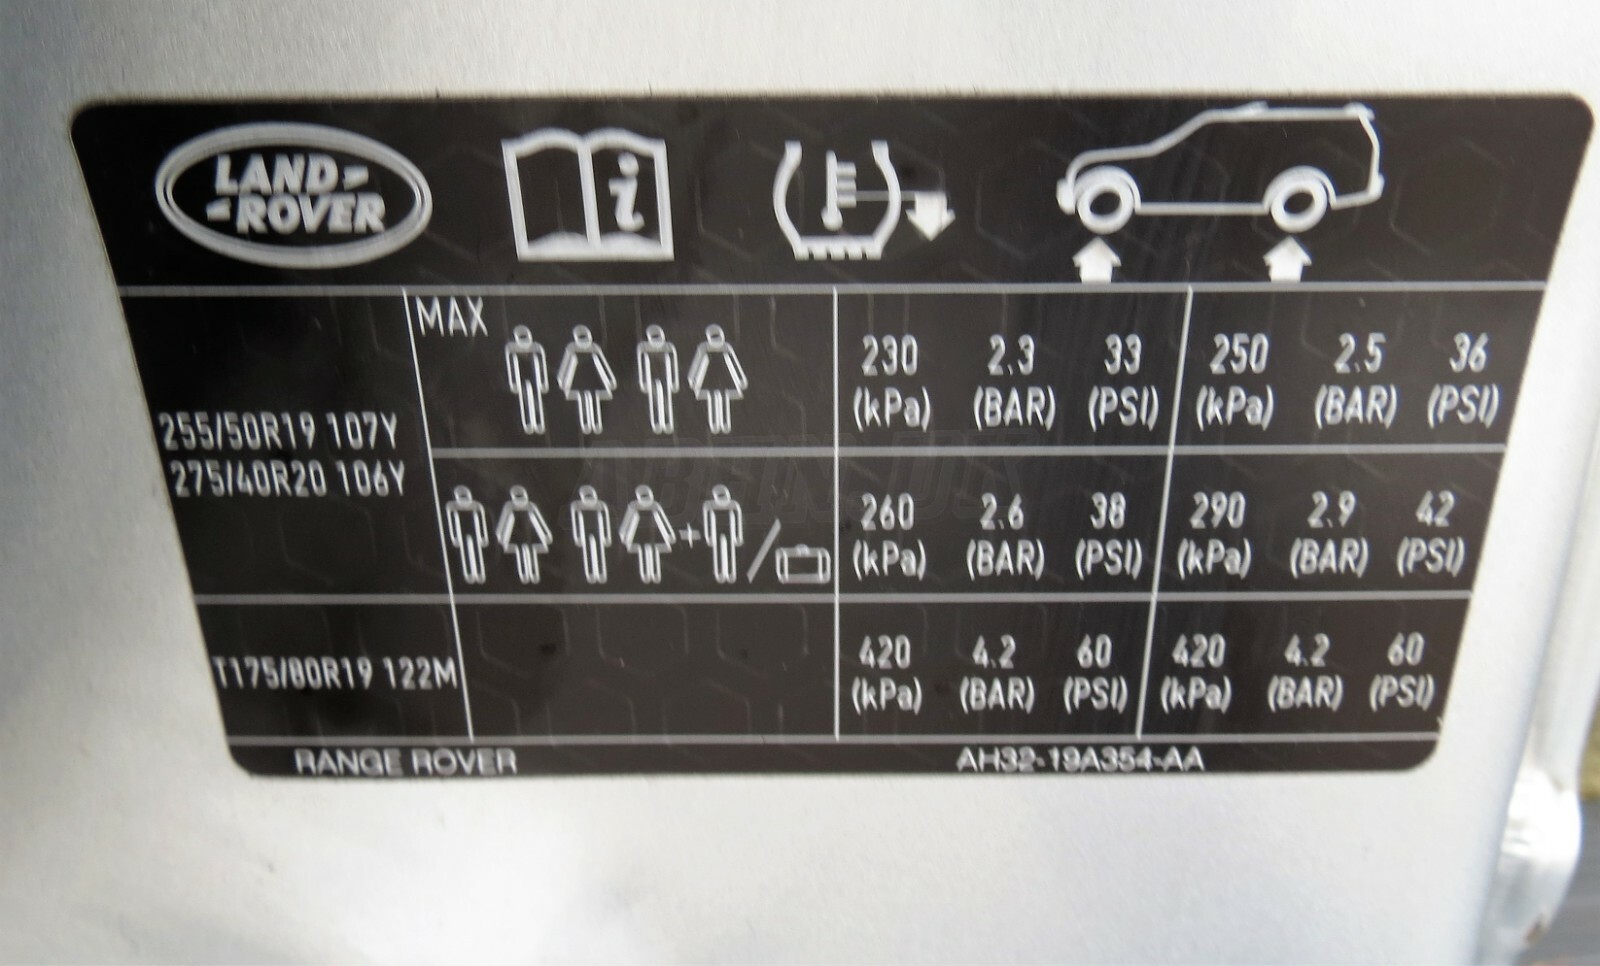 LAND-
-ROVER
i
MAX
230 2.3 33 250 2.5 36
(kPa) (BAR) (PSI) (kPa) (BAR) (PSI)
255/50R19 107Y
275/40R20 106Y
+ /
260 2.6 38 290 2.9 42
(kPa) (BAR) (PSI) (kPa) (BAR) (PSI)
T175/80R19 122M
420 4.2 60 420 4.2 60
(kPa) (BAR) (PSI) (kPa) (BAR) (PSI)
RANGE ROVER AH32-19A354-AA